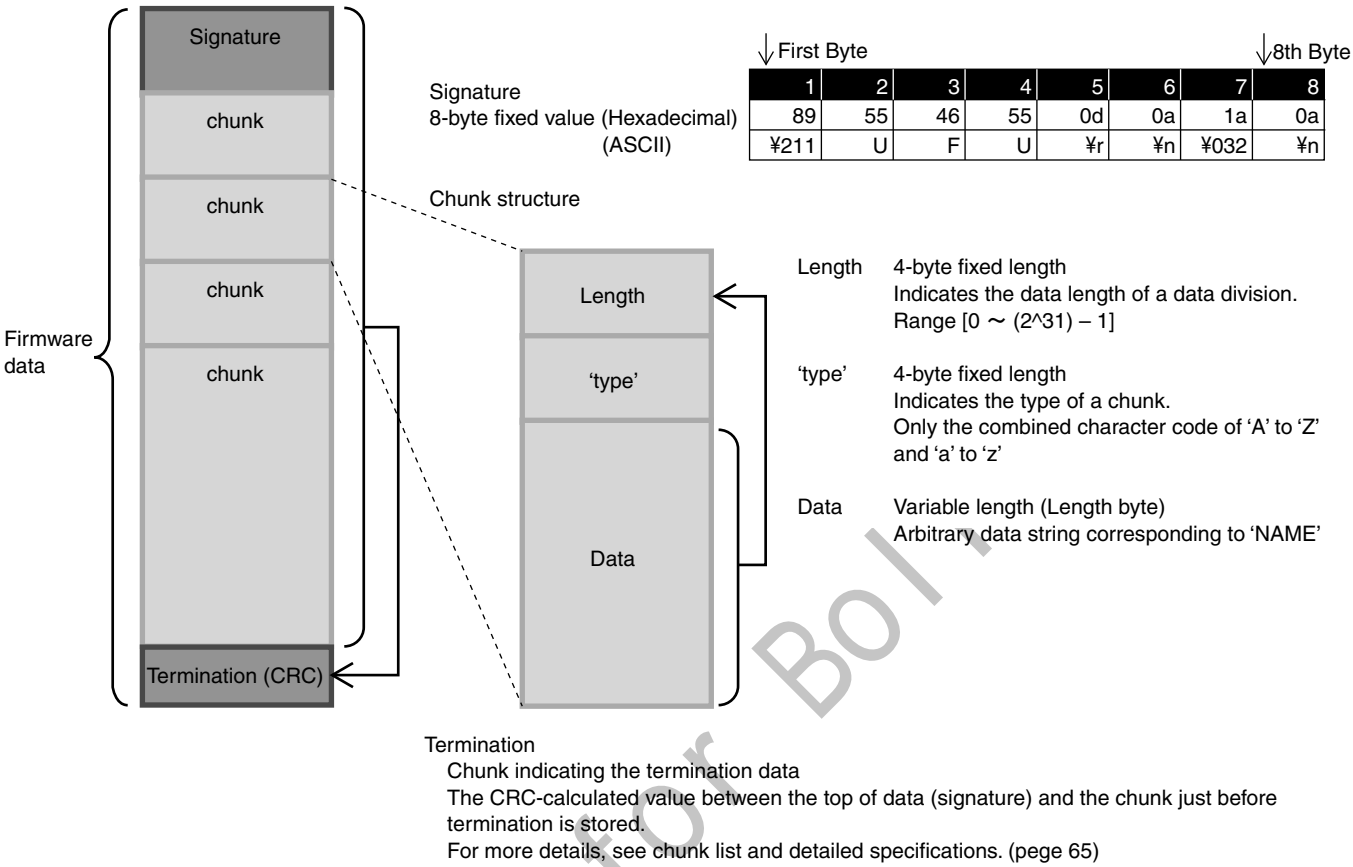 Signature
chunk
chunk
chunk
chunk
Firmware
data
Termination (CRC)
↓First Byte ↓8th Byte
Signature
8-byte fixed value (Hexadecimal)
(ASCII)
1 2 3 4 5 6 7 8
89 55 46 55 0d 0a 1a 0a
¥211 U F U ¥r ¥n ¥032 ¥n
Chunk structure
Length
‘type’
Data
Length 4-byte fixed length
Indicates the data length of a data division.
Range [0 ～ (2^31) – 1]
‘type’ 4-byte fixed length
Indicates the type of a chunk.
Only the combined character code of ‘A’ to ‘Z’
and ‘a’ to ‘z’
Data Variable length (Length byte)
Arbitrary data string corresponding to ‘NAME’
Termination
Chunk indicating the termination data
The CRC-calculated value between the top of data (signature) and the chunk just before
termination is stored.
For more details, see chunk list and detailed specifications. (pege 65)
for